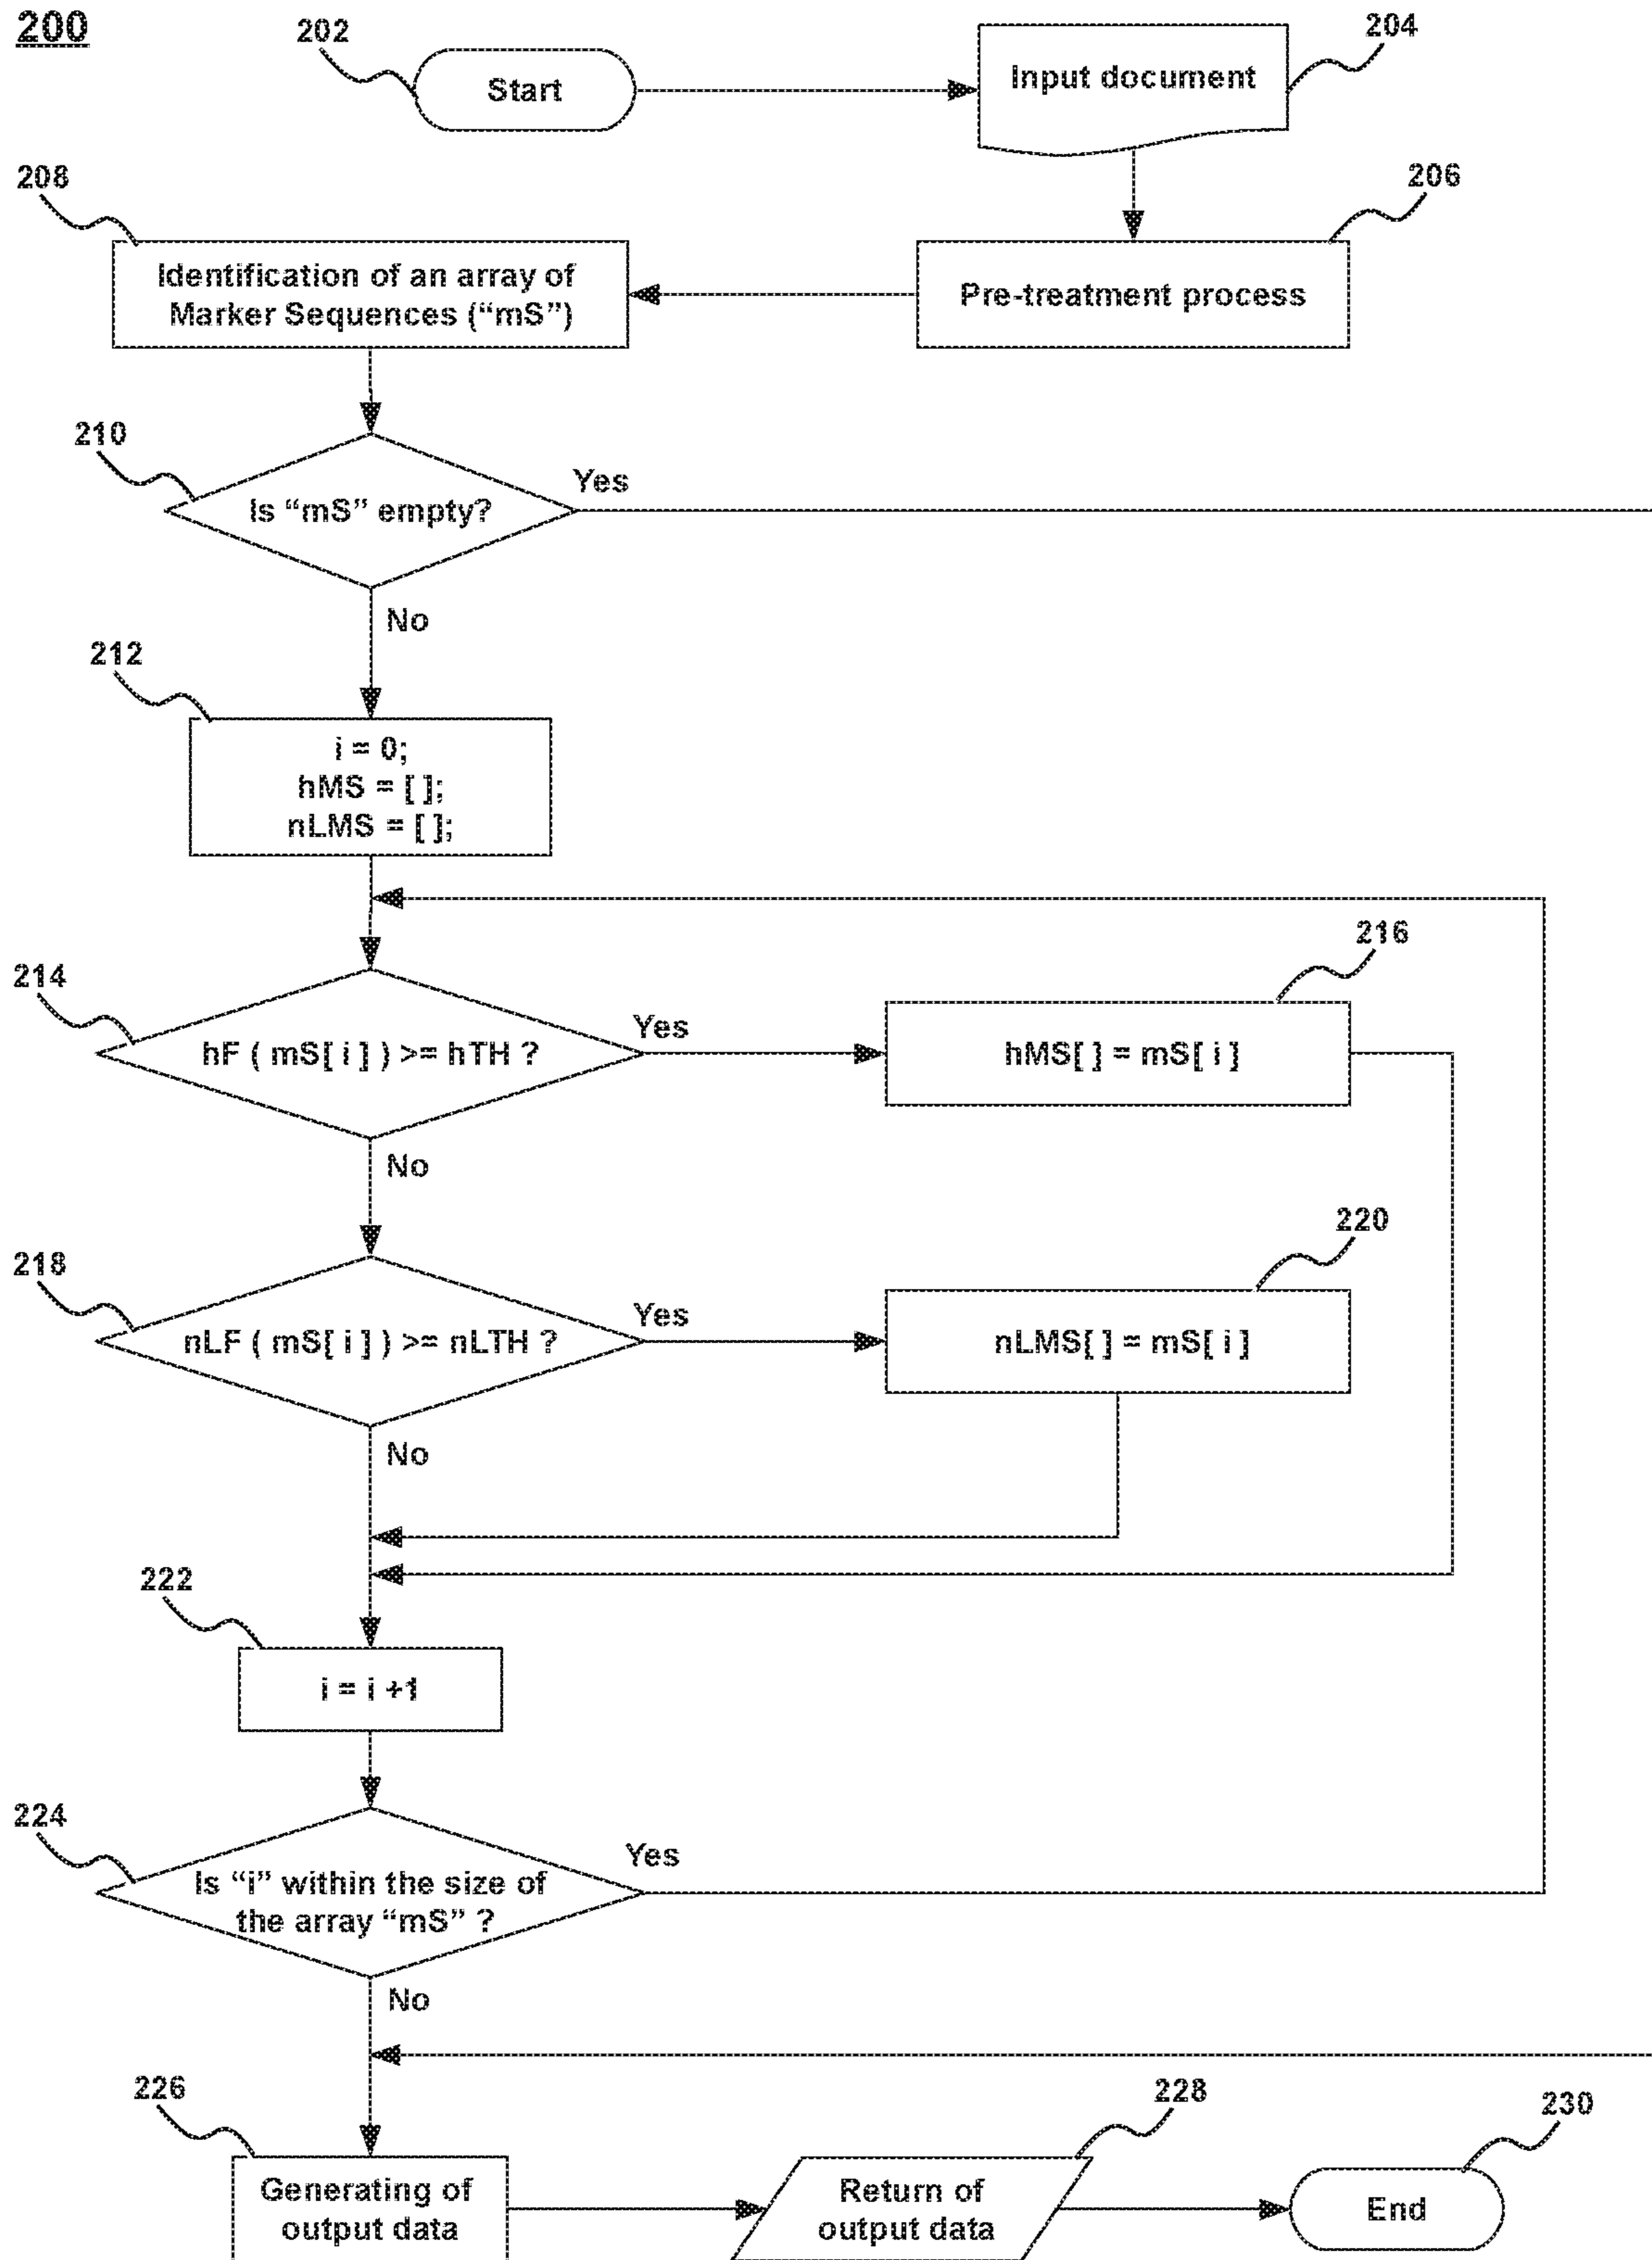 200
202
Start
204
Input document
206
Pre-treatment process
208
Identification of an array of
Marker Sequences (“mS”)
210
Is “mS” empty?
Yes
No
212
i = 0;
hMS = [ ];
nLMS = [ ];
214
hF ( mS[ i ] ) >= hTH ?
Yes
216
hMS[ ] = mS[ i ]
No
218
nLF ( mS[ i ] ) >= nLTH ?
Yes
220
nLMS[ ] = mS[ i ]
No
222
i = i +1
224
Is “i” within the size of
the array “mS” ?
Yes
No
226
Generating of
output data
228
Return of
output data
230
End